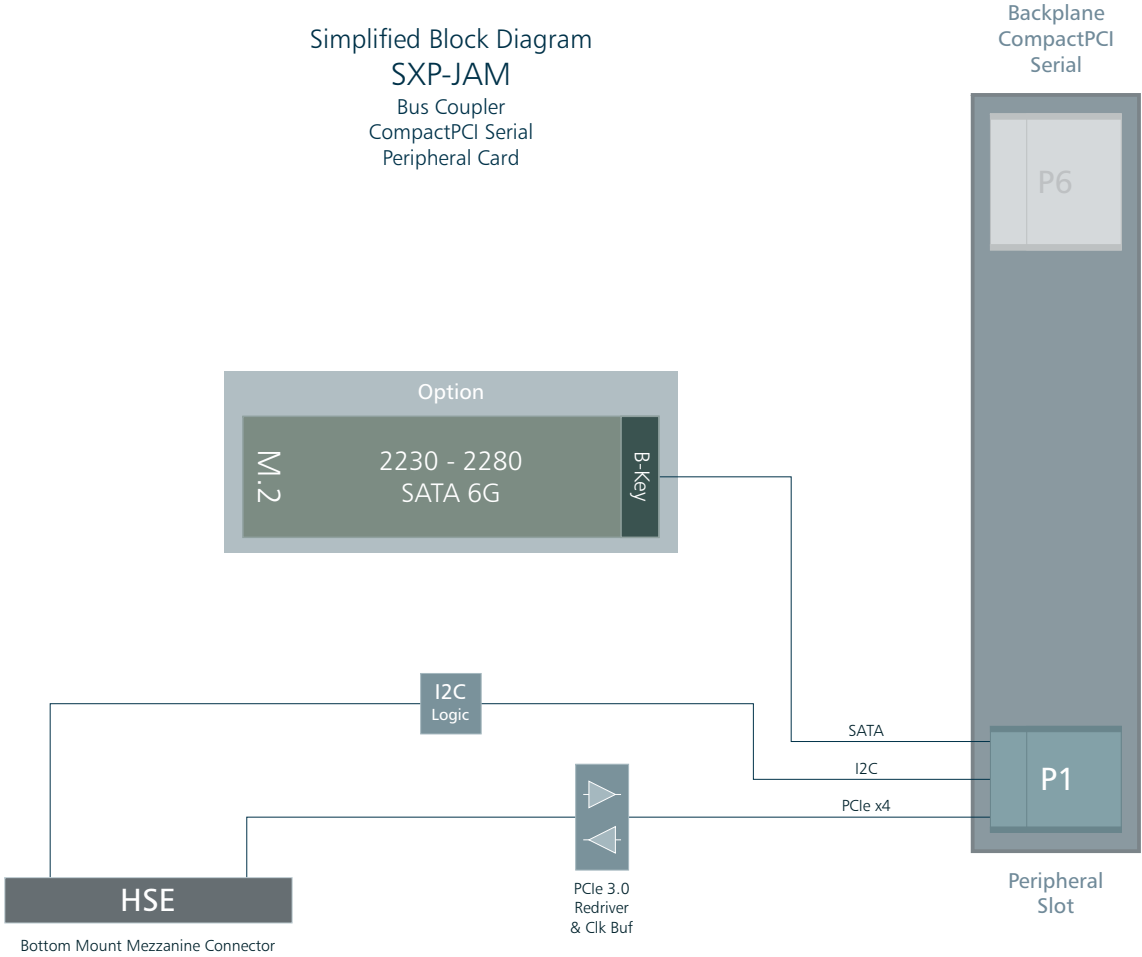 Simplified Block Diagram
SXP-JAM
Bus Coupler
CompactPCI Serial
Peripheral Card
Backplane
CompactPCI
Serial
P6
Option
M.2
2230 - 2280
SATA 6G
B-Key
I2C
Logic
SATA
I2C
PCIe x4
P1
PCIe 3.0
Redriver
& Clk Buf
HSE
Bottom Mount Mezzanine Connector
Peripheral
Slot